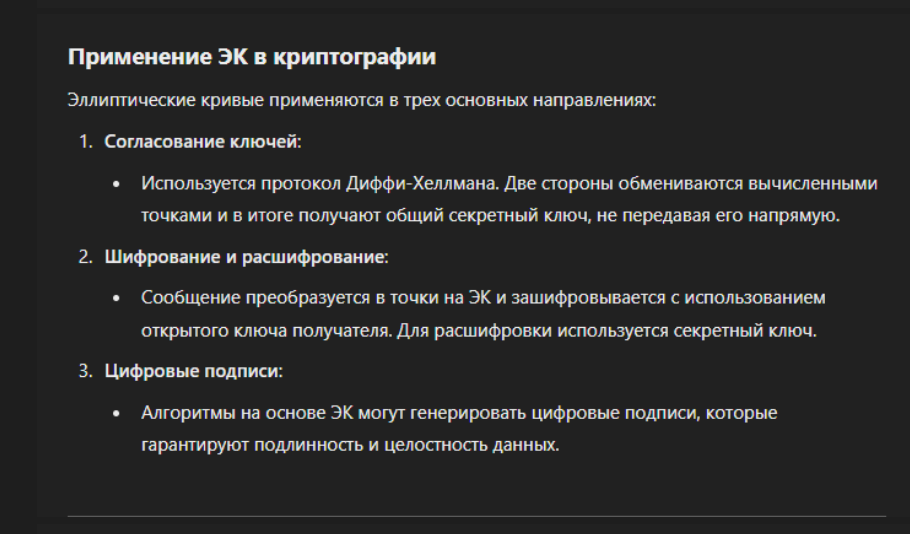 Применение ЭК в криптографии
Эллиптические кривые применяются в трех основных направлениях:
1. Согласование ключей:
• Используется протокол Диффи-Хеллмана. Две стороны обмениваются вычисленными
точками и в итоге получают общий секретный ключ, не передавая его напрямую.
2. Шифрование и расшифрование:
• Сообщение преобразуется в точки на ЭК и зашифровывается с использованием
открытого ключа получателя. Для расшифровки используется секретный ключ.
3. Цифровые подписи:
• Алгоритмы на основе ЭК могут генерировать цифровые подписи, которые
гарантируют подлинность и целостность данных.